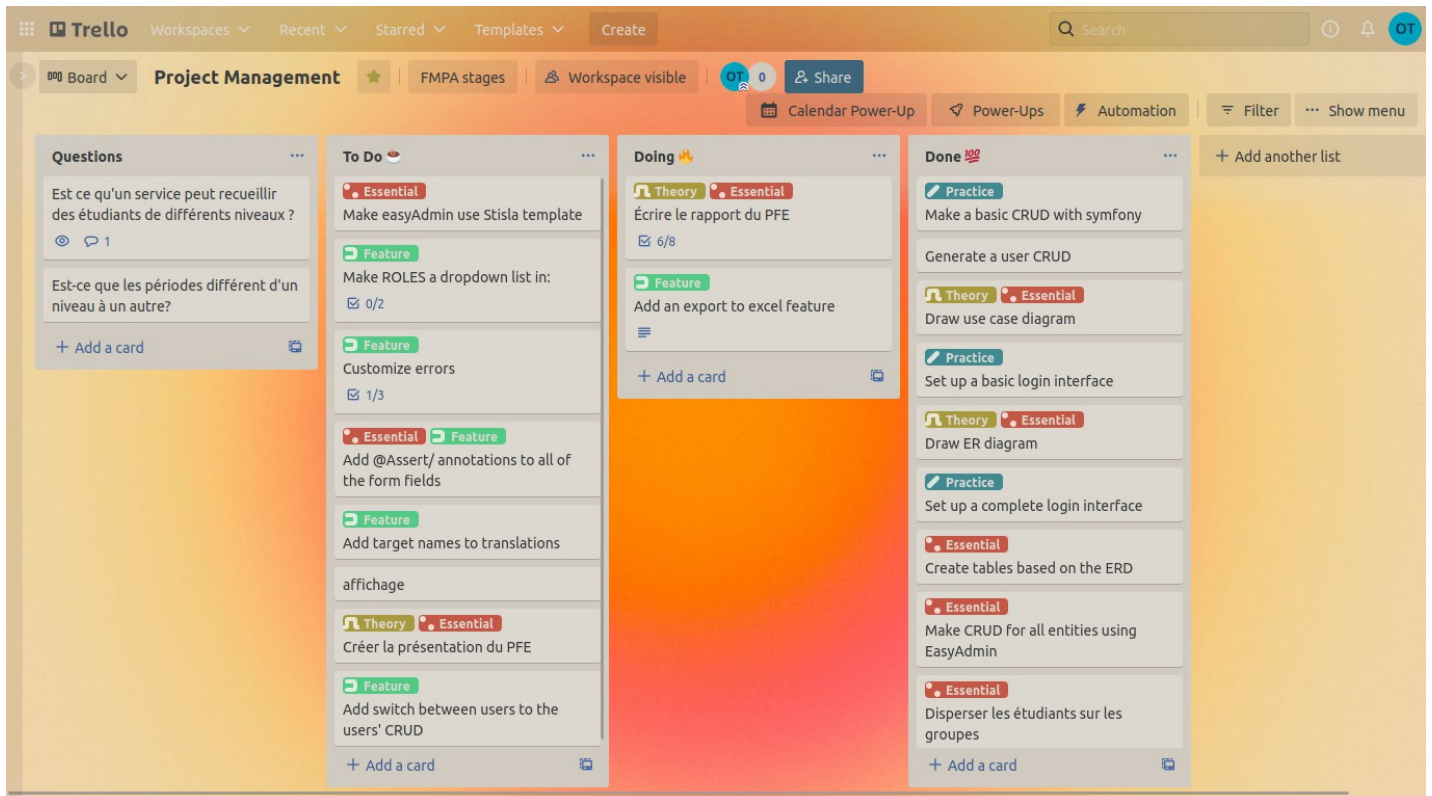 Trello Workspaces Recent Starred Templates Create Search OT
Board Project Management FMPA stages Workspace visible OT 0 Share
Calendar Power-Up Power-Ups Automation Filter Show menu
Questions
Est ce qu'un service peut recueillir
des étudiants de différents niveaux ?
1
Est-ce que les périodes différent d'un
niveau à un autre?
+ Add a card
To Do ☕
Essential
Make easyAdmin use Stisla template
Feature
Make ROLES a dropdown list in:
0/2
Feature
Customize errors
1/3
Essential Feature
Add @Assert/ annotations to all of
the form fields
Feature
Add target names to translations
affichage
Theory Essential
Créer la présentation du PFE
Feature
Add switch between users to the
users' CRUD
+ Add a card
Doing 🔥
Theory Essential
Écrire le rapport du PFE
6/8
Feature
Add an export to excel feature
+ Add a card
Done 💯
Practice
Make a basic CRUD with symfony
Generate a user CRUD
Theory Essential
Draw use case diagram
Practice
Set up a basic login interface
Theory Essential
Draw ER diagram
Practice
Set up a complete login interface
Essential
Create tables based on the ERD
Essential
Make CRUD for all entities using
EasyAdmin
Essential
Disperser les étudiants sur les
groupes
+ Add a card
+ Add another list